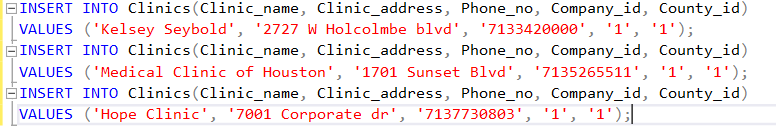 INSERT INTO Clinics(Clinic_name, Clinic_address, Phone_no, Company_id, County_id)
VALUES ('Kelsey Seybold', '2727 W Holcolmbe blvd', '7133420000', '1', '1');
INSERT INTO Clinics(Clinic_name, Clinic_address, Phone_no, Company_id, County_id)
VALUES ('Medical Clinic of Houston', '1701 Sunset Blvd', '7135265511', '1', '1');
INSERT INTO Clinics(Clinic_name, Clinic_address, Phone_no, Company_id, County_id)
VALUES ('Hope Clinic', '7001 Corporate dr', '7137730803', '1', '1');